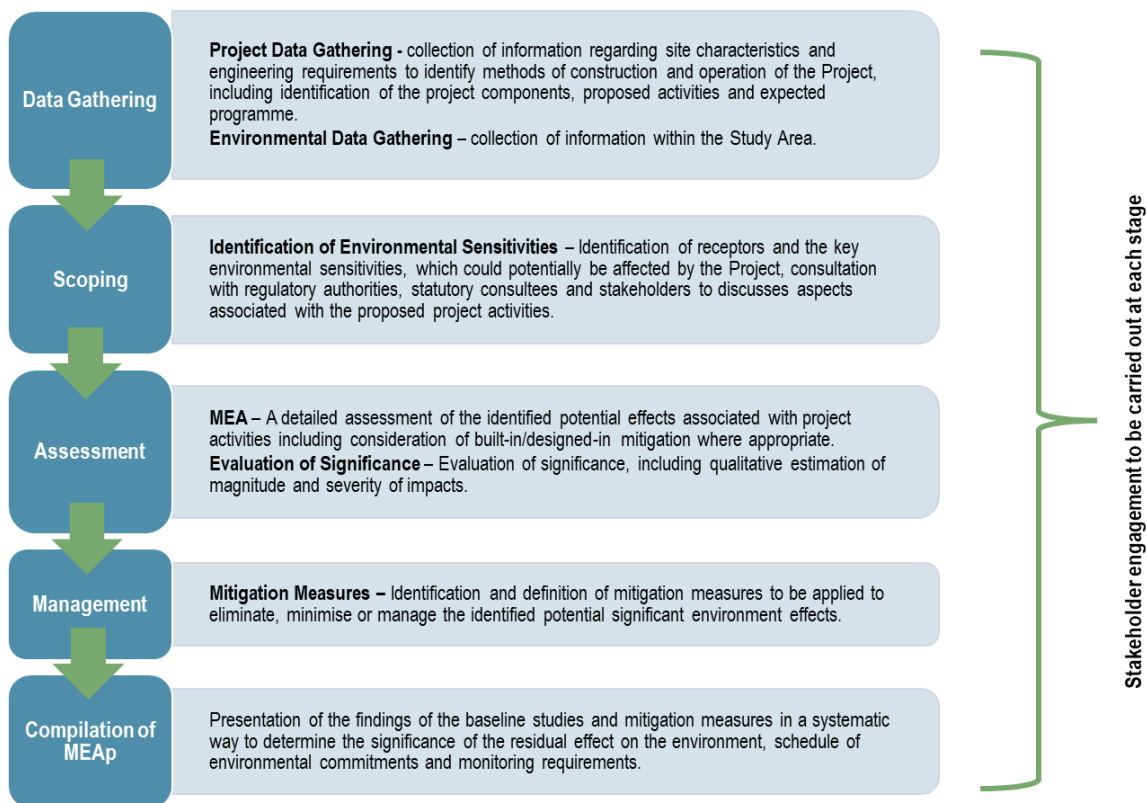 Data Gathering
Project Data Gathering - collection of information regarding site characteristics and
engineering requirements to identify methods of construction and operation of the Project,
including identification of the project components, proposed activities and expected
programme.
Environmental Data Gathering – collection of information within the Study Area.
Scoping
Identification of Environmental Sensitivities – Identification of receptors and the key
environmental sensitivities, which could potentially be affected by the Project, consultation
with regulatory authorities, statutory consultees and stakeholders to discusses aspects
associated with the proposed project activities.
Assessment
MEA – A detailed assessment of the identified potential effects associated with project
activities including consideration of built-in/designed-in mitigation where appropriate.
Evaluation of Significance – Evaluation of significance, including qualitative estimation of
magnitude and severity of impacts.
Management
Mitigation Measures – Identification and definition of mitigation measures to be applied to
eliminate, minimise or manage the identified potential significant environment effects.
Compilation of
MEAp
Presentation of the findings of the baseline studies and mitigation measures in a systematic
way to determine the significance of the residual effect on the environment, schedule of
environmental commitments and monitoring requirements.
Stakeholder engagement to be carried out at each stage